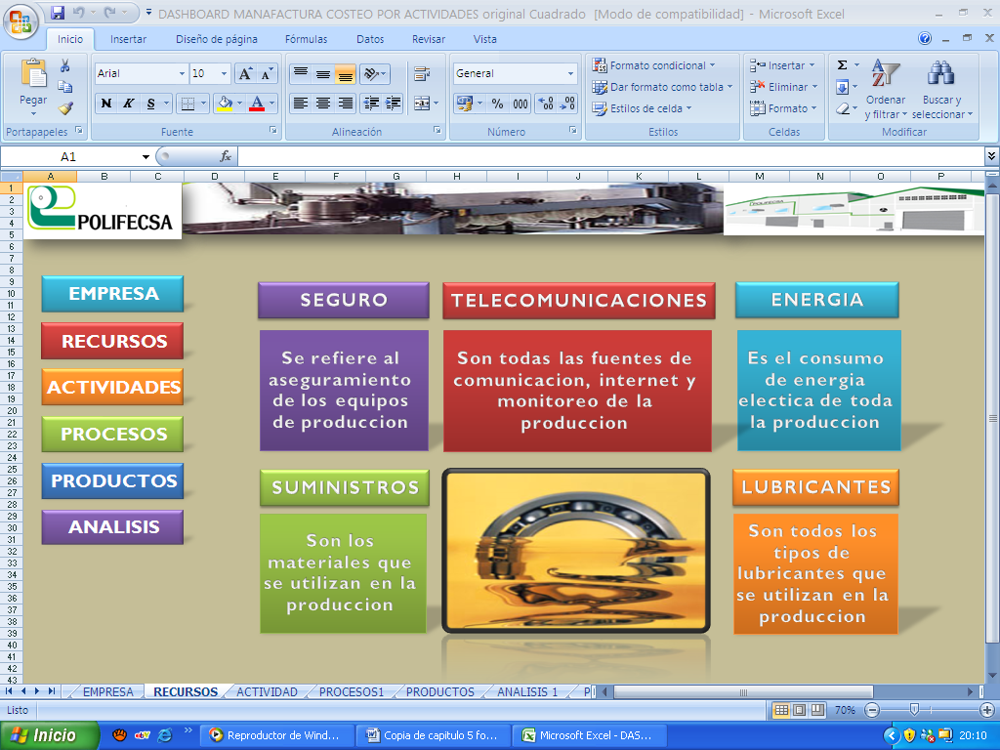 DASHBOARD MANAFACTURA COSTEO POR ACTIVIDADES original Cuadrado [Modo de compatibilidad] - Microsoft Excel
Inicio Insertar Diseño de página Fórmulas Datos Revisar Vista
Pegar
Arial 10
General
Formato condicional
Dar formato como tabla
Estilos de celda
Insertar
Eliminar
Formato
Ordenar y filtrar
Buscar y seleccionar
N K S % 000
Portapapeles Fuente Alineación Número Estilos Celdas Modificar
A1 fx
A B C D E F G H I J K L M N O P
1
2
3
4
5
6
7
8
9
10
11
12
13
14
15
16
17
18
19
20
21
22
23
24
25
26
27
28
29
30
31
32
33
34
35
36
37
38
39
40
41
42
43
POLIFECSA
POLIFECSA
EMPRESA
RECURSOS
ACTIVIDADES
PROCESOS
PRODUCTOS
ANALISIS
SEGURO
Se refiere al
aseguramiento
de los equipos
de produccion
TELECOMUNICACIONES
Son todas las fuentes de
comunicacion, internet y
monitoreo de la
produccion
ENERGIA
Es el consumo
de energia
electica de toda
la produccion
SUMINISTROS
Son los
materiales que
se utilizan en la
produccion
LUBRICANTES
Son todos los
tipos de
lubricantes que
se utilizan en la
produccion
EMPRESA RECURSOS ACTIVIDAD PROCESOS1 PRODUCTOS ANALISIS 1 P
Listo 70%
Inicio Reproductor de Wind... Copia de capitulo 5 fo... Microsoft Excel - DAS... 20:10